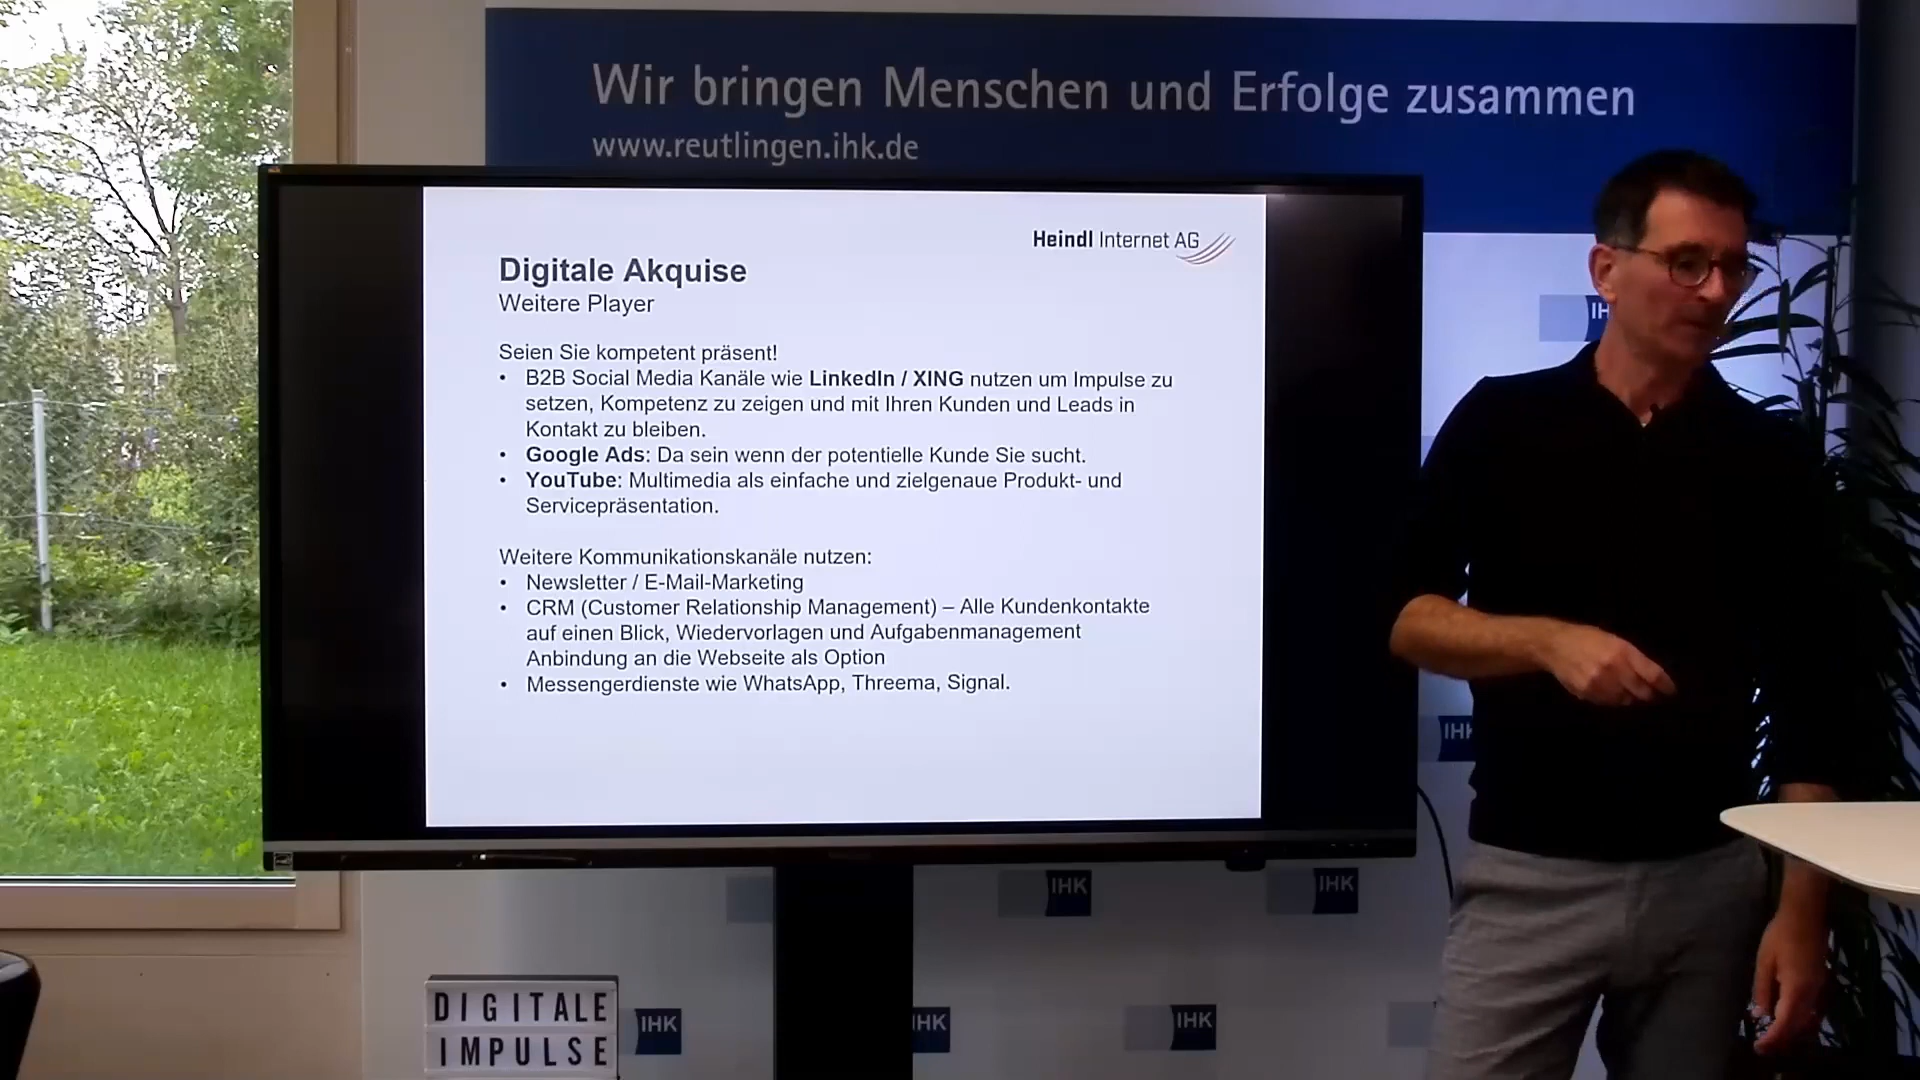 Wir bringen Menschen und Erfolge zusammen
www.reutlingen.ihk.de
Heindl Internet AG
Digitale Akquise
Weitere Player
Seien Sie kompetent präsent!
• B2B Social Media Kanäle wie LinkedIn / XING nutzen um Impulse zu
setzen, Kompetenz zu zeigen und mit Ihren Kunden und Leads in
Kontakt zu bleiben.
• Google Ads: Da sein wenn der potentielle Kunde Sie sucht.
• YouTube: Multimedia als einfache und zielgenaue Produkt- und
Servicepräsentation.
Weitere Kommunikationskanäle nutzen:
• Newsletter / E-Mail-Marketing
• CRM (Customer Relationship Management) – Alle Kundenkontakte
auf einen Blick, Wiedervorlagen und Aufgabenmanagement
Anbindung an die Webseite als Option
• Messengerdienste wie WhatsApp, Threema, Signal.
IH
IHK
IHK
IHK
DIGITALE
IMPULSE
IHK
IHK
IHK